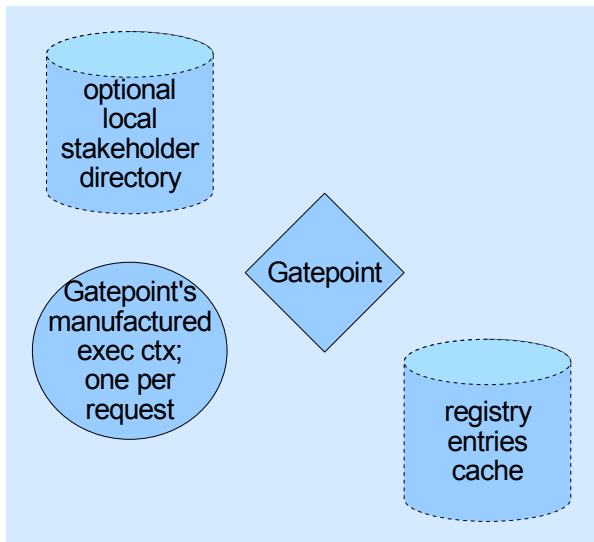 optional
local
stakeholder
directory
Gatepoint
Gatepoint's
manufactured
exec ctx;
one per
request
registry
entries
cache